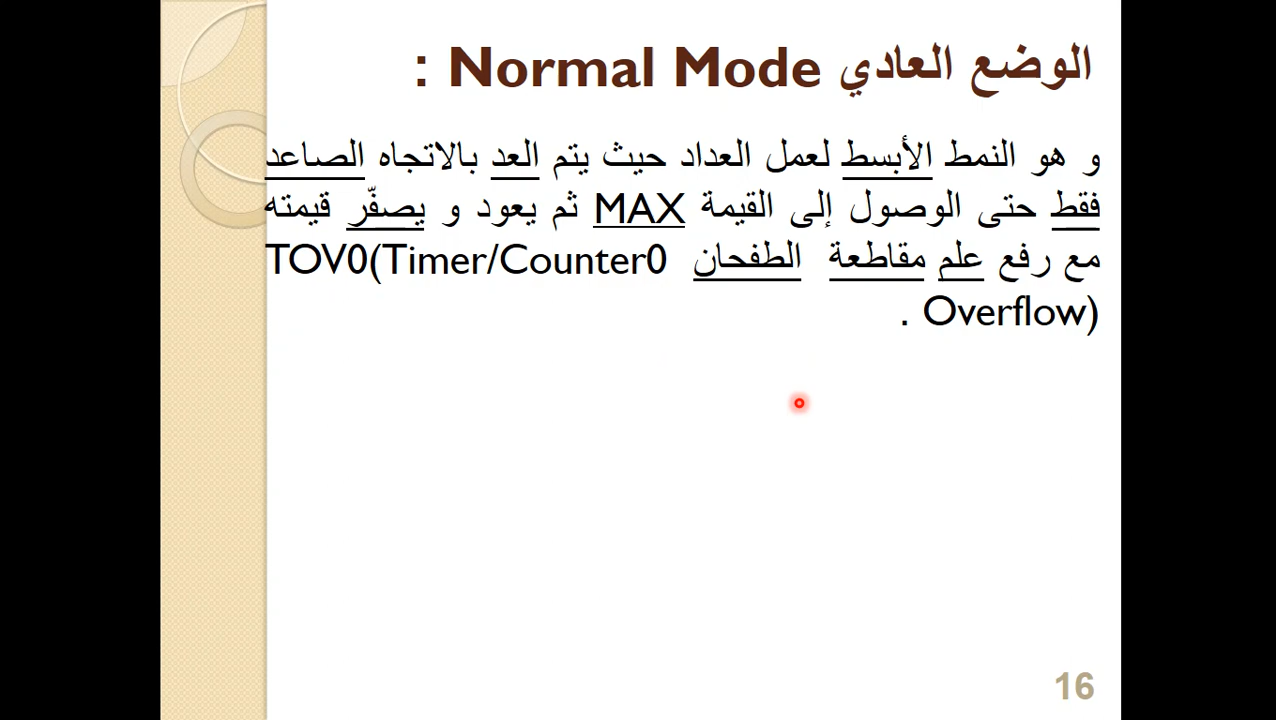 الوضع العادي Normal Mode :
و هو النمط الأبسط لعمل العداد حيث يتم العد بالاتجاه الصاعد
فقط حتى الوصول إلى القيمة MAX ثم يعود و يصفّر قيمته
مع رفع علم مقاطعة الطفحان TOV0(Timer/Counter0
Overflow) .
16